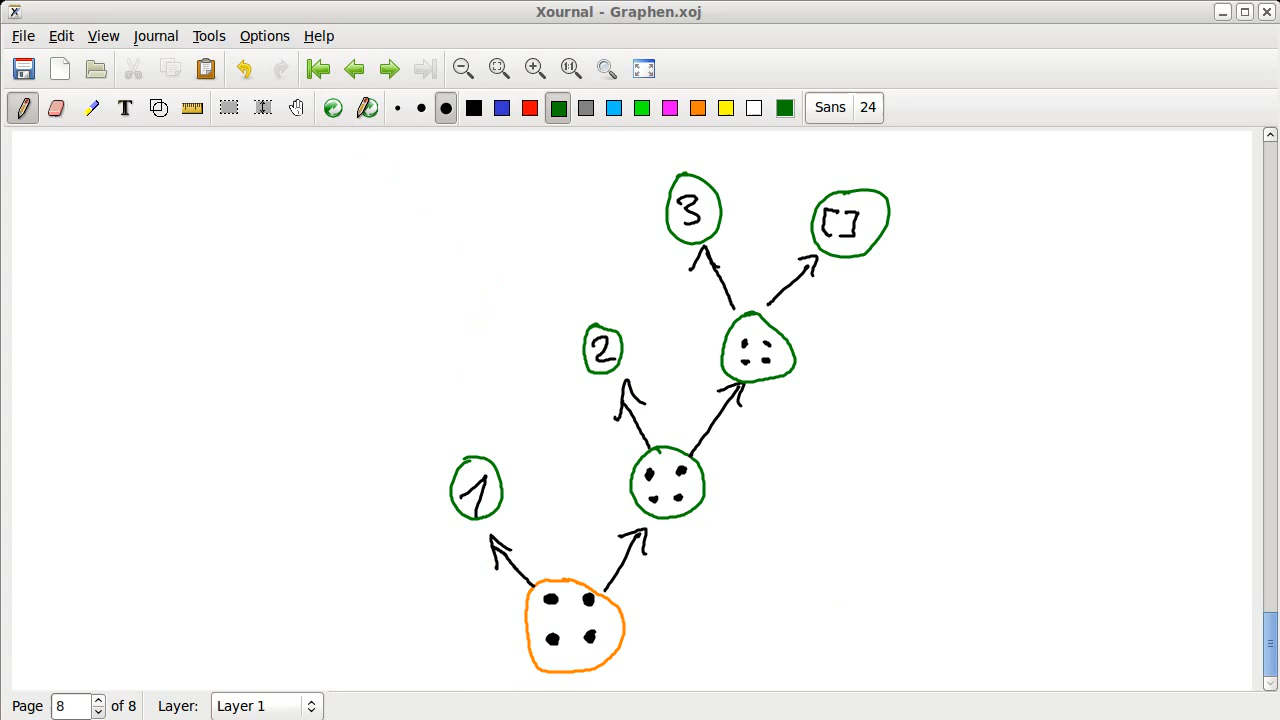 Xournal - Graphen.xoj
File Edit View Journal Tools Options Help
T Sans 24
3 []
2 ::
1 ::
::
Page 8 of 8 Layer: Layer 1